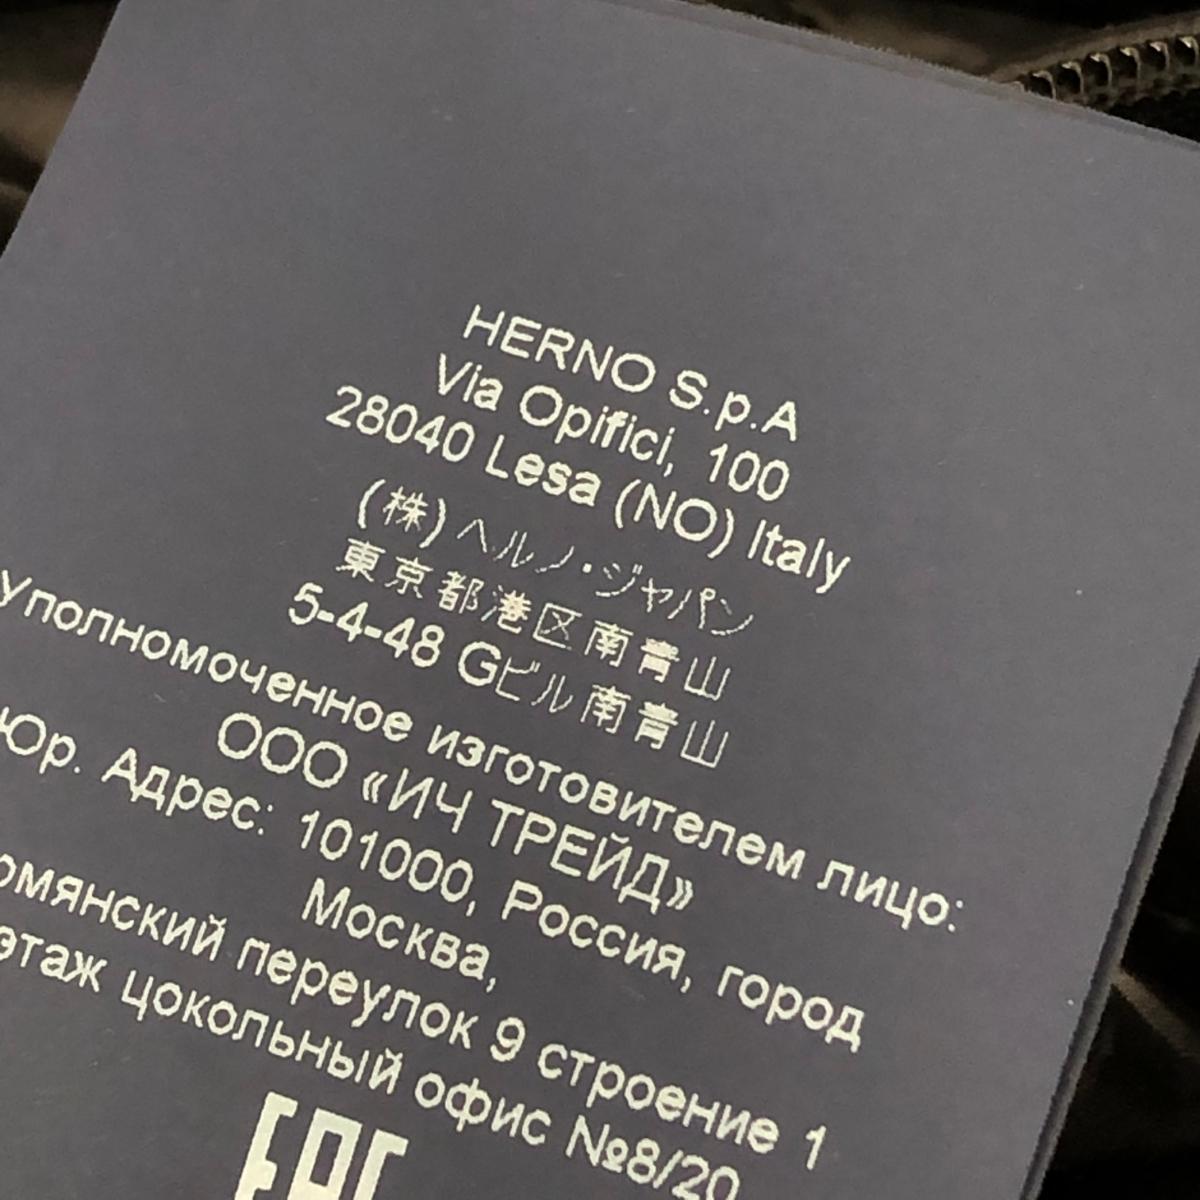 HERNO S.p.A
Via Opifici, 100
28040 Lesa (NO) Italy
(株) ヘルノ・ジャパン
東京都港区南青山
5-4-48 Gビル南青山
Уполномоченное изготовителем лицо:
ООО «ИЧ ТРЕЙД»
Юр. Адрес: 101000, Россия, город
Москва,
омянский переулок 9 строение 1
этаж цокольный офис №8/20
EAC